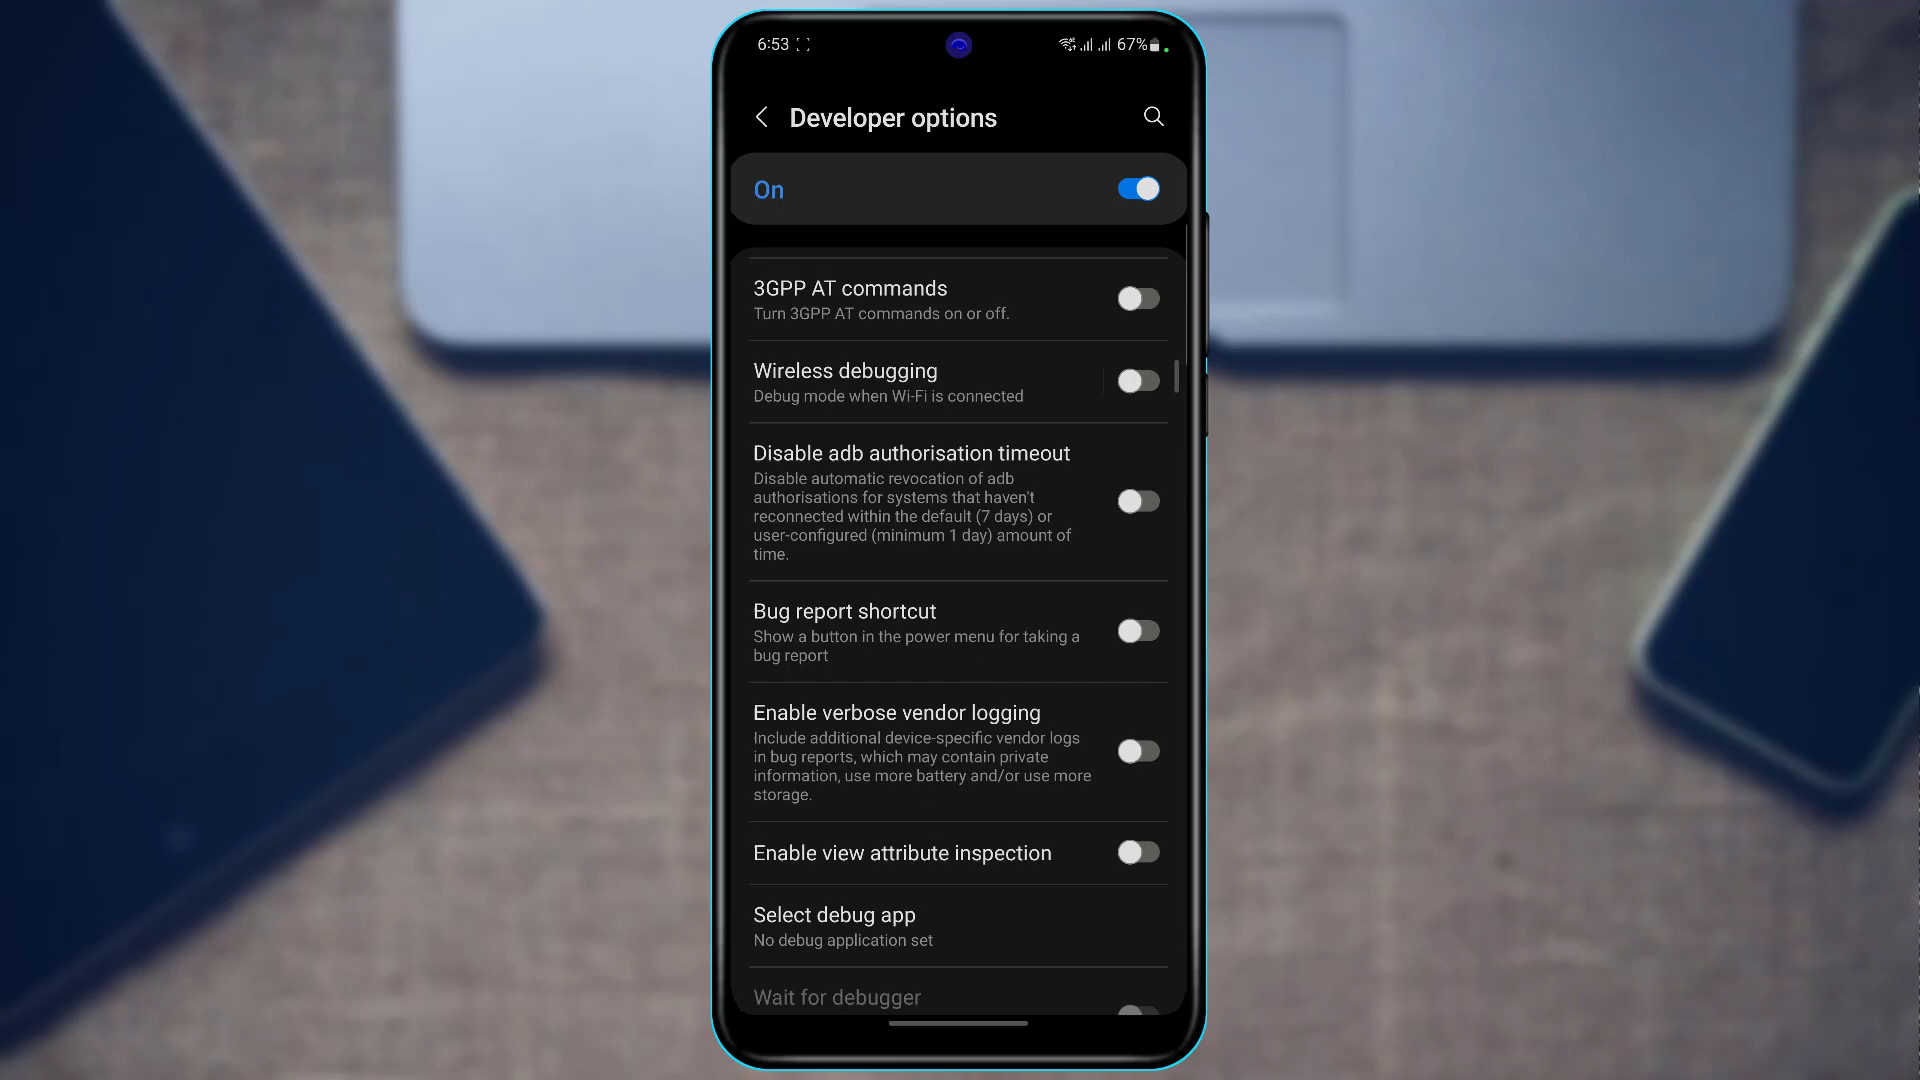 6:53
67%
Developer options
On
3GPP AT commands
Turn 3GPP AT commands on or off.
Wireless debugging
Debug mode when Wi-Fi is connected
Disable adb authorisation timeout
Disable automatic revocation of adb
authorisations for systems that haven't
reconnected within the default (7 days) or
user-configured (minimum 1 day) amount of
time.
Bug report shortcut
Show a button in the power menu for taking a
bug report
Enable verbose vendor logging
Include additional device-specific vendor logs
in bug reports, which may contain private
information, use more battery and/or use more
storage.
Enable view attribute inspection
Select debug app
No debug application set
Wait for debugger